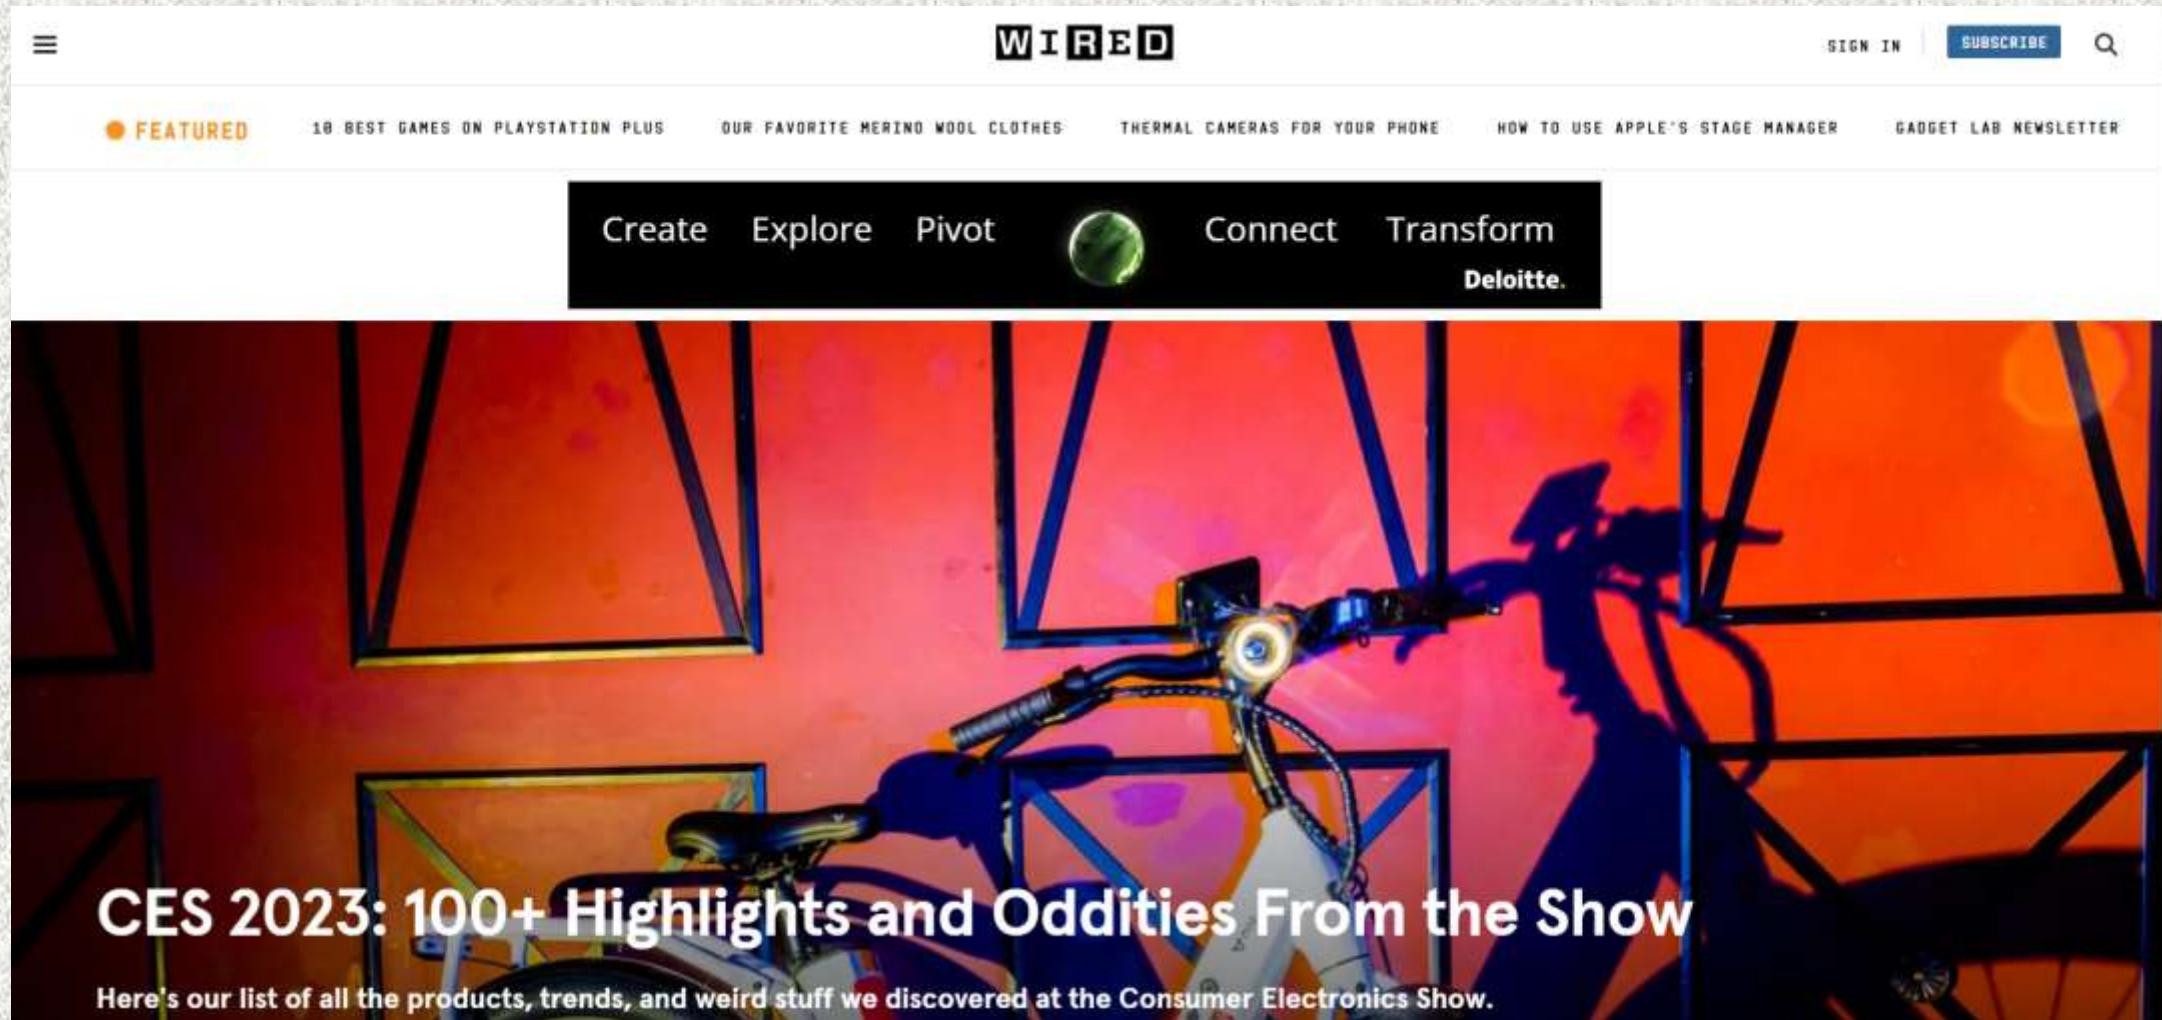 WIRED
SIGN IN
SUBSCRIBE
FEATURED
10 BEST GAMES ON PLAYSTATION PLUS
OUR FAVORITE MERINO WOOL CLOTHES
THERMAL CAMERAS FOR YOUR PHONE
HOW TO USE APPLE'S STAGE MANAGER
GADGET LAB NEWSLETTER
Create Explore Pivot Connect Transform
Deloitte.
CES 2023: 100+ Highlights and Oddities From the Show
Here's our list of all the products, trends, and weird stuff we discovered at the Consumer Electronics Show.